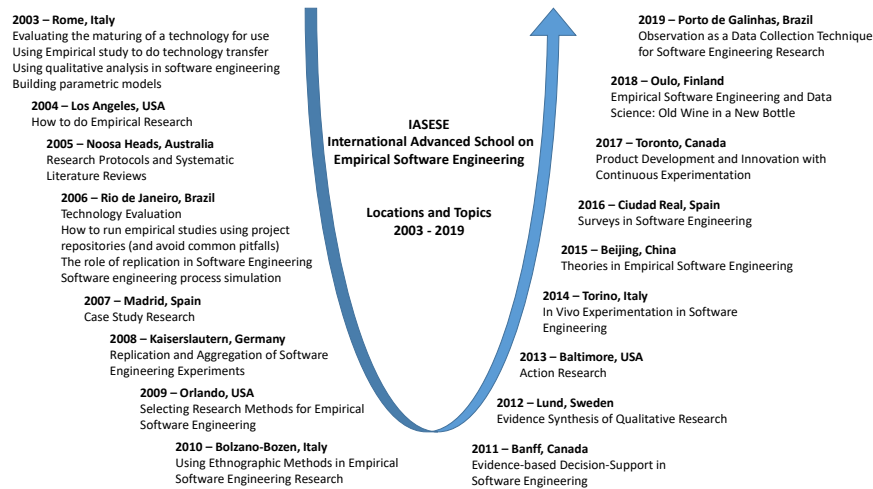 2003 – Rome, Italy
Evaluating the maturing of a technology for use
Using Empirical study to do technology transfer
Using qualitative analysis in software engineering
Building parametric models
2004 – Los Angeles, USA
How to do Empirical Research
2005 – Noosa Heads, Australia
Research Protocols and Systematic
Literature Reviews
2006 – Rio de Janeiro, Brazil
Technology Evaluation
How to run empirical studies using project
repositories (and avoid common pitfalls)
The role of replication in Software Engineering
Software engineering process simulation
2007 – Madrid, Spain
Case Study Research
2008 – Kaiserslautern, Germany
Replication and Aggregation of Software
Engineering Experiments
2009 – Orlando, USA
Selecting Research Methods for Empirical
Software Engineering
2010 – Bolzano-Bozen, Italy
Using Ethnographic Methods in Empirical
Software Engineering Research
IASESE
International Advanced School on
Empirical Software Engineering
Locations and Topics
2003 - 2019
2019 – Porto de Galinhas, Brazil
Observation as a Data Collection Technique
for Software Engineering Research
2018 – Oulo, Finland
Empirical Software Engineering and Data
Science: Old Wine in a New Bottle
2017 – Toronto, Canada
Product Development and Innovation with
Continuous Experimentation
2016 – Ciudad Real, Spain
Surveys in Software Engineering
2015 – Beijing, China
Theories in Empirical Software Engineering
2014 – Torino, Italy
In Vivo Experimentation in Software
Engineering
2013 – Baltimore, USA
Action Research
2012 – Lund, Sweden
Evidence Synthesis of Qualitative Research
2011 – Banff, Canada
Evidence-based Decision-Support in
Software Engineering